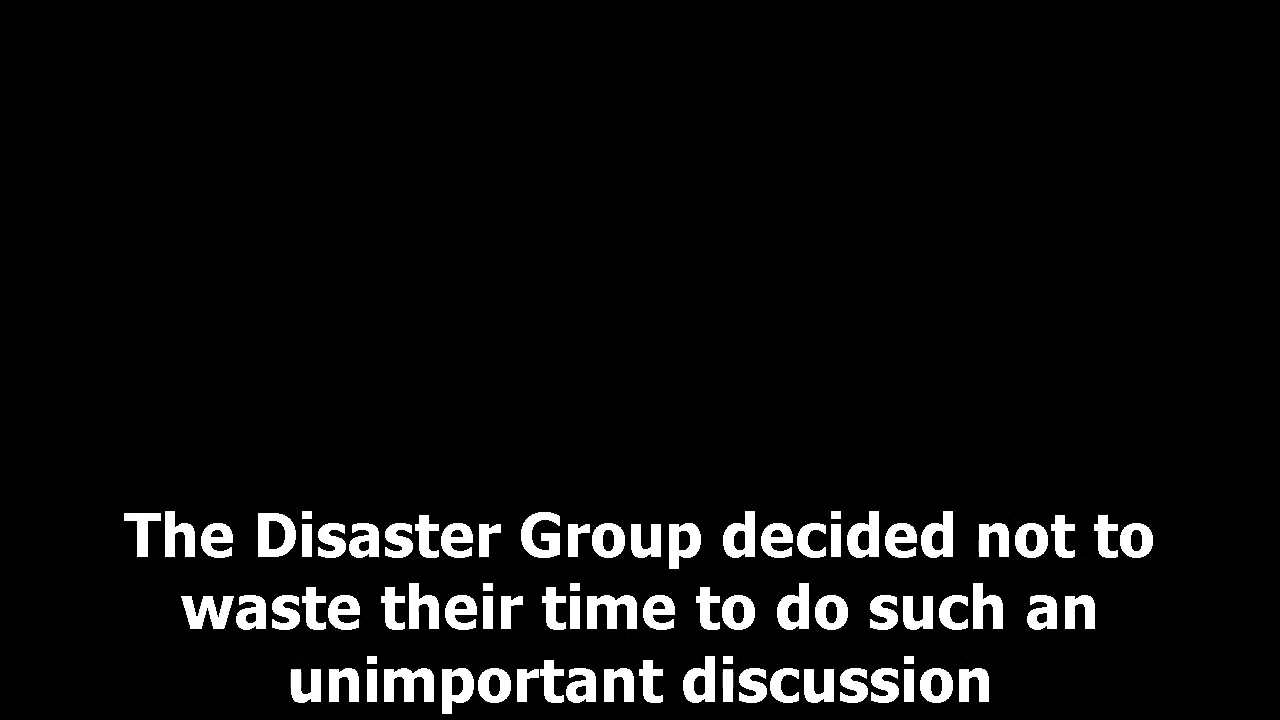 The Disaster Group decided not to
waste their time to do such an
unimportant discussion